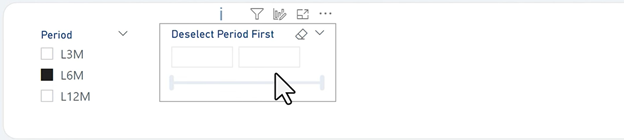 Period
L3M
L6M
L12M
Deselect Period First